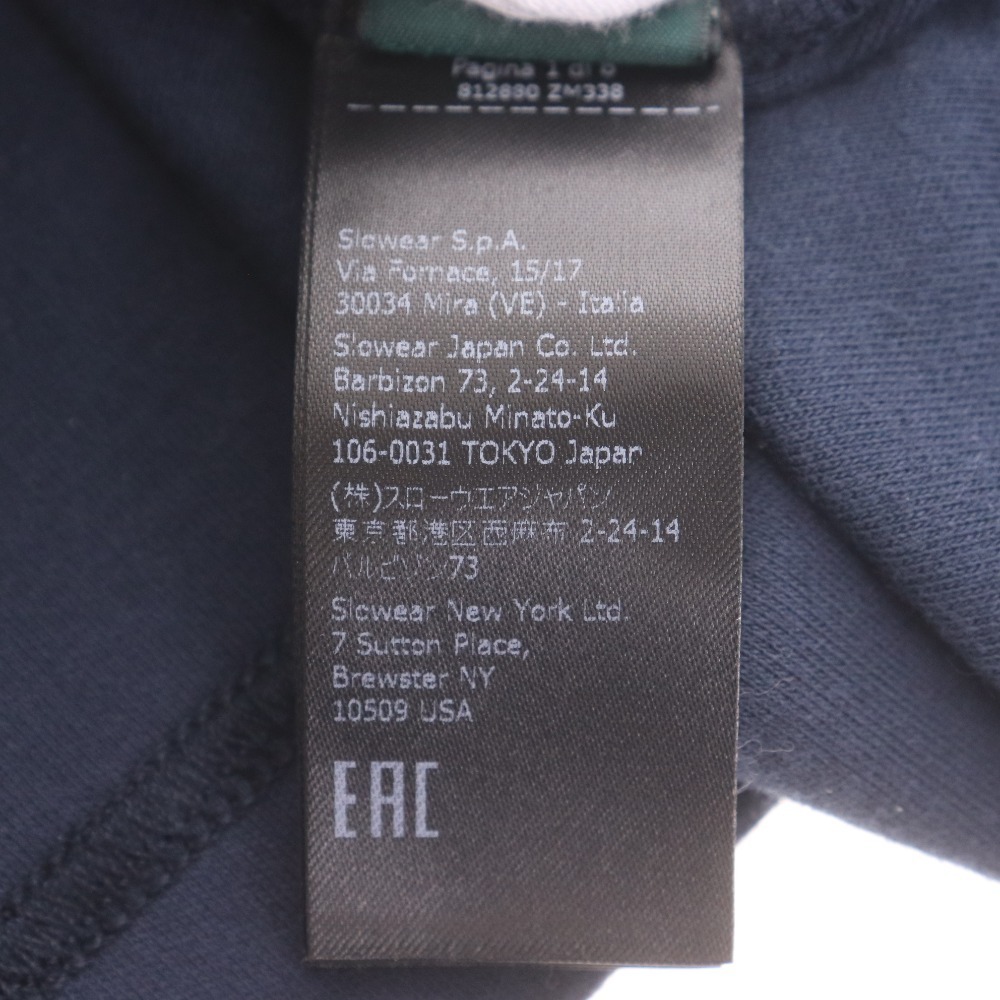 Pagina 1 di 6
812880 ZM338
Slowear S.p.A.
Via Fornace, 15/17
30034 Mira (VE) - Italia
Slowear Japan Co. Ltd.
Barbizon 73, 2-24-14
Nishiazabu Minato-Ku
106-0031 TOKYO Japan
(株)スローウエアジャパン
東京都港区西麻布 2-24-14
バルビゾン73
Slowear New York Ltd.
7 Sutton Place,
Brewster NY
10509 USA
EAC